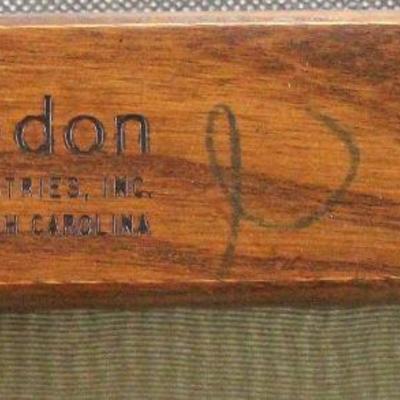 don
TRIES, INC.
H CAROLINA